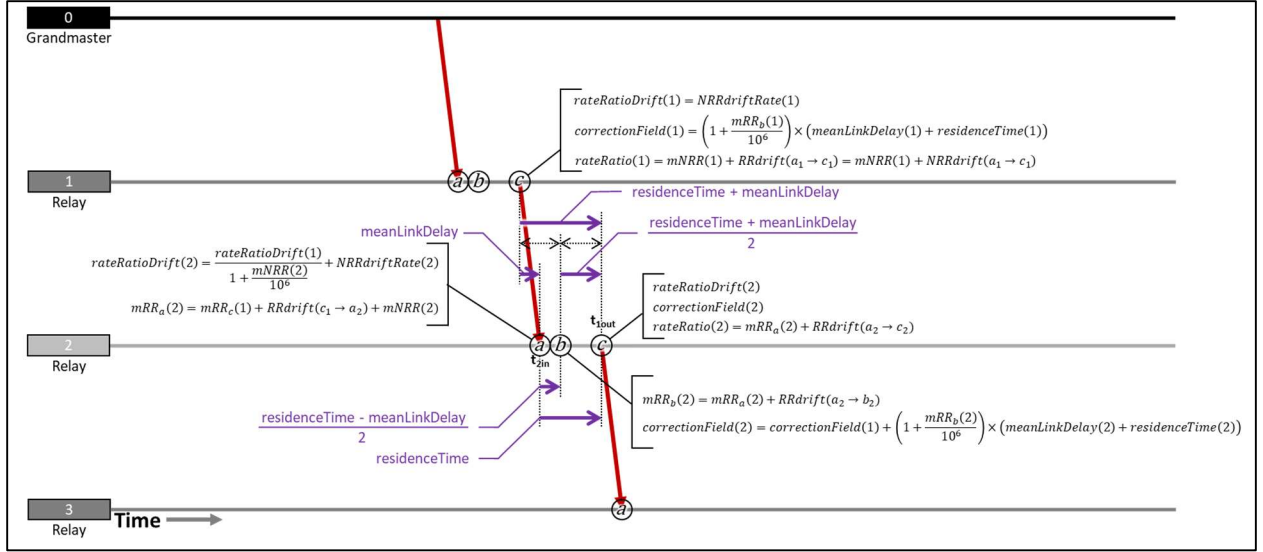 0
Grandmaster
rateRatioDrift(1) = NRRdriftRate(1)
correctionField(1) = (1 + mRR_b(1)/10^6) × (meanLinkDelay(1) + residenceTime(1))
rateRatio(1) = mNRR(1) + RRdrift(a_1 → c_1) = mNRR(1) + NRRdrift(a_1 → c_1)
1
Relay
a
b
c
residenceTime + meanLinkDelay
meanLinkDelay
residenceTime + meanLinkDelay
2
rateRatioDrift(2) = rateRatioDrift(1)/(1 + mNRR(2)/10^6) + NRRdriftRate(2)
mRR_a(2) = mRR_c(1) + RRdrift(c_1 → a_2) + mNRR(2)
rateRatioDrift(2)
correctionField(2)
rateRatio(2) = mRR_a(2) + RRdrift(a_2 → c_2)
t1out
2
Relay
a
b
c
t2in
residenceTime - meanLinkDelay
2
residenceTime
mRR_b(2) = mRR_a(2) + RRdrift(a_2 → b_2)
correctionField(2) = correctionField(1) + (1 + mRR_b(2)/10^6) × (meanLinkDelay(2) + residenceTime(2))
3
Relay
Time
a